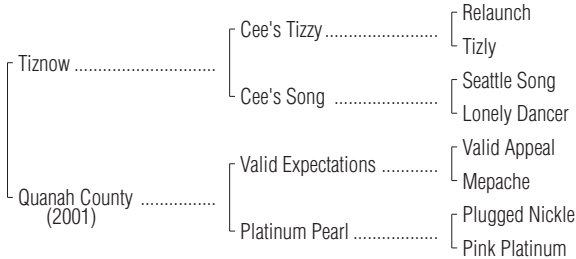 Relaunch
Cee's Tizzy........................
Tizly
Tiznow ..............................
Seattle Song
Cee's Song ......................
Lonely Dancer
Valid Appeal
Valid Expectations ............
Mepache
Quanah County ................
(2001)
Plugged Nickle
Platinum Pearl..................
Pink Platinum